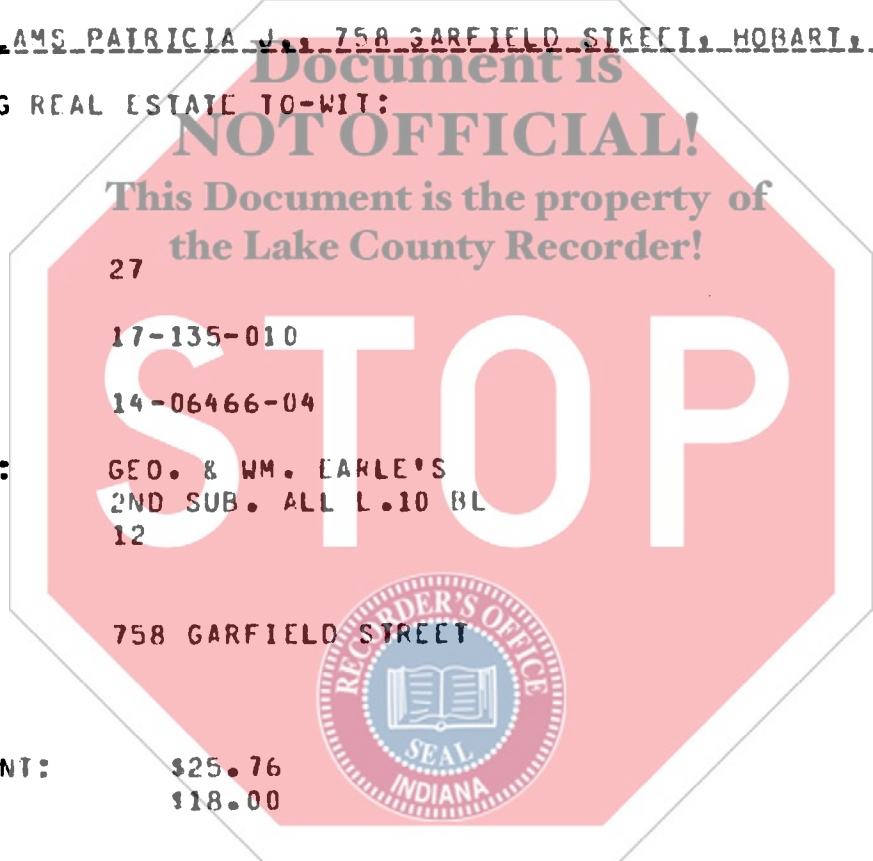 AMS PATRICIA J., 758 GARFIELD STREET, HOBART,
Document is
G REAL ESTATE TO-WIT:
NOT OFFICIAL!
This Document is the property of
the Lake County Recorder!
27
17-135-010
STOP
14-06466-04
: GEO. & WM. EARLE'S
2ND SUB. ALL L.10 BL
12
758 GARFIELD STREET
RECORDER'S OFFICE
SEAL
INDIANA
NT: $25.76
$18.00